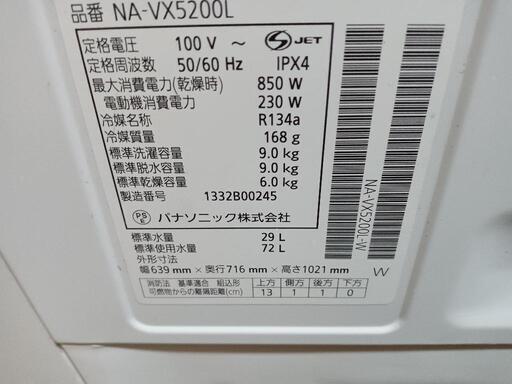 品番 NA-VX5200L
定格電圧 100 V ～ S JET
定格周波数 50/60 Hz IPX4
最大消費電力(乾燥時) 850 W
電動機消費電力 230 W
冷媒名称 R134a
冷媒質量 168 g
標準洗濯容量 9.0 kg
標準脱水容量 9.0 kg
標準乾燥容量 6.0 kg
製造番号 1332B00245
PS E パナソニック株式会社
標準水量 29 L
標準使用水量 72 L
外形寸法
幅639 mm × 奥行716 mm × 高さ1021 mm W
消防法 基準適合 組込形 上方 側方 後方 下方
可燃物からの離隔距離(cm) 13 1 1 0
NA-VX5200L-W